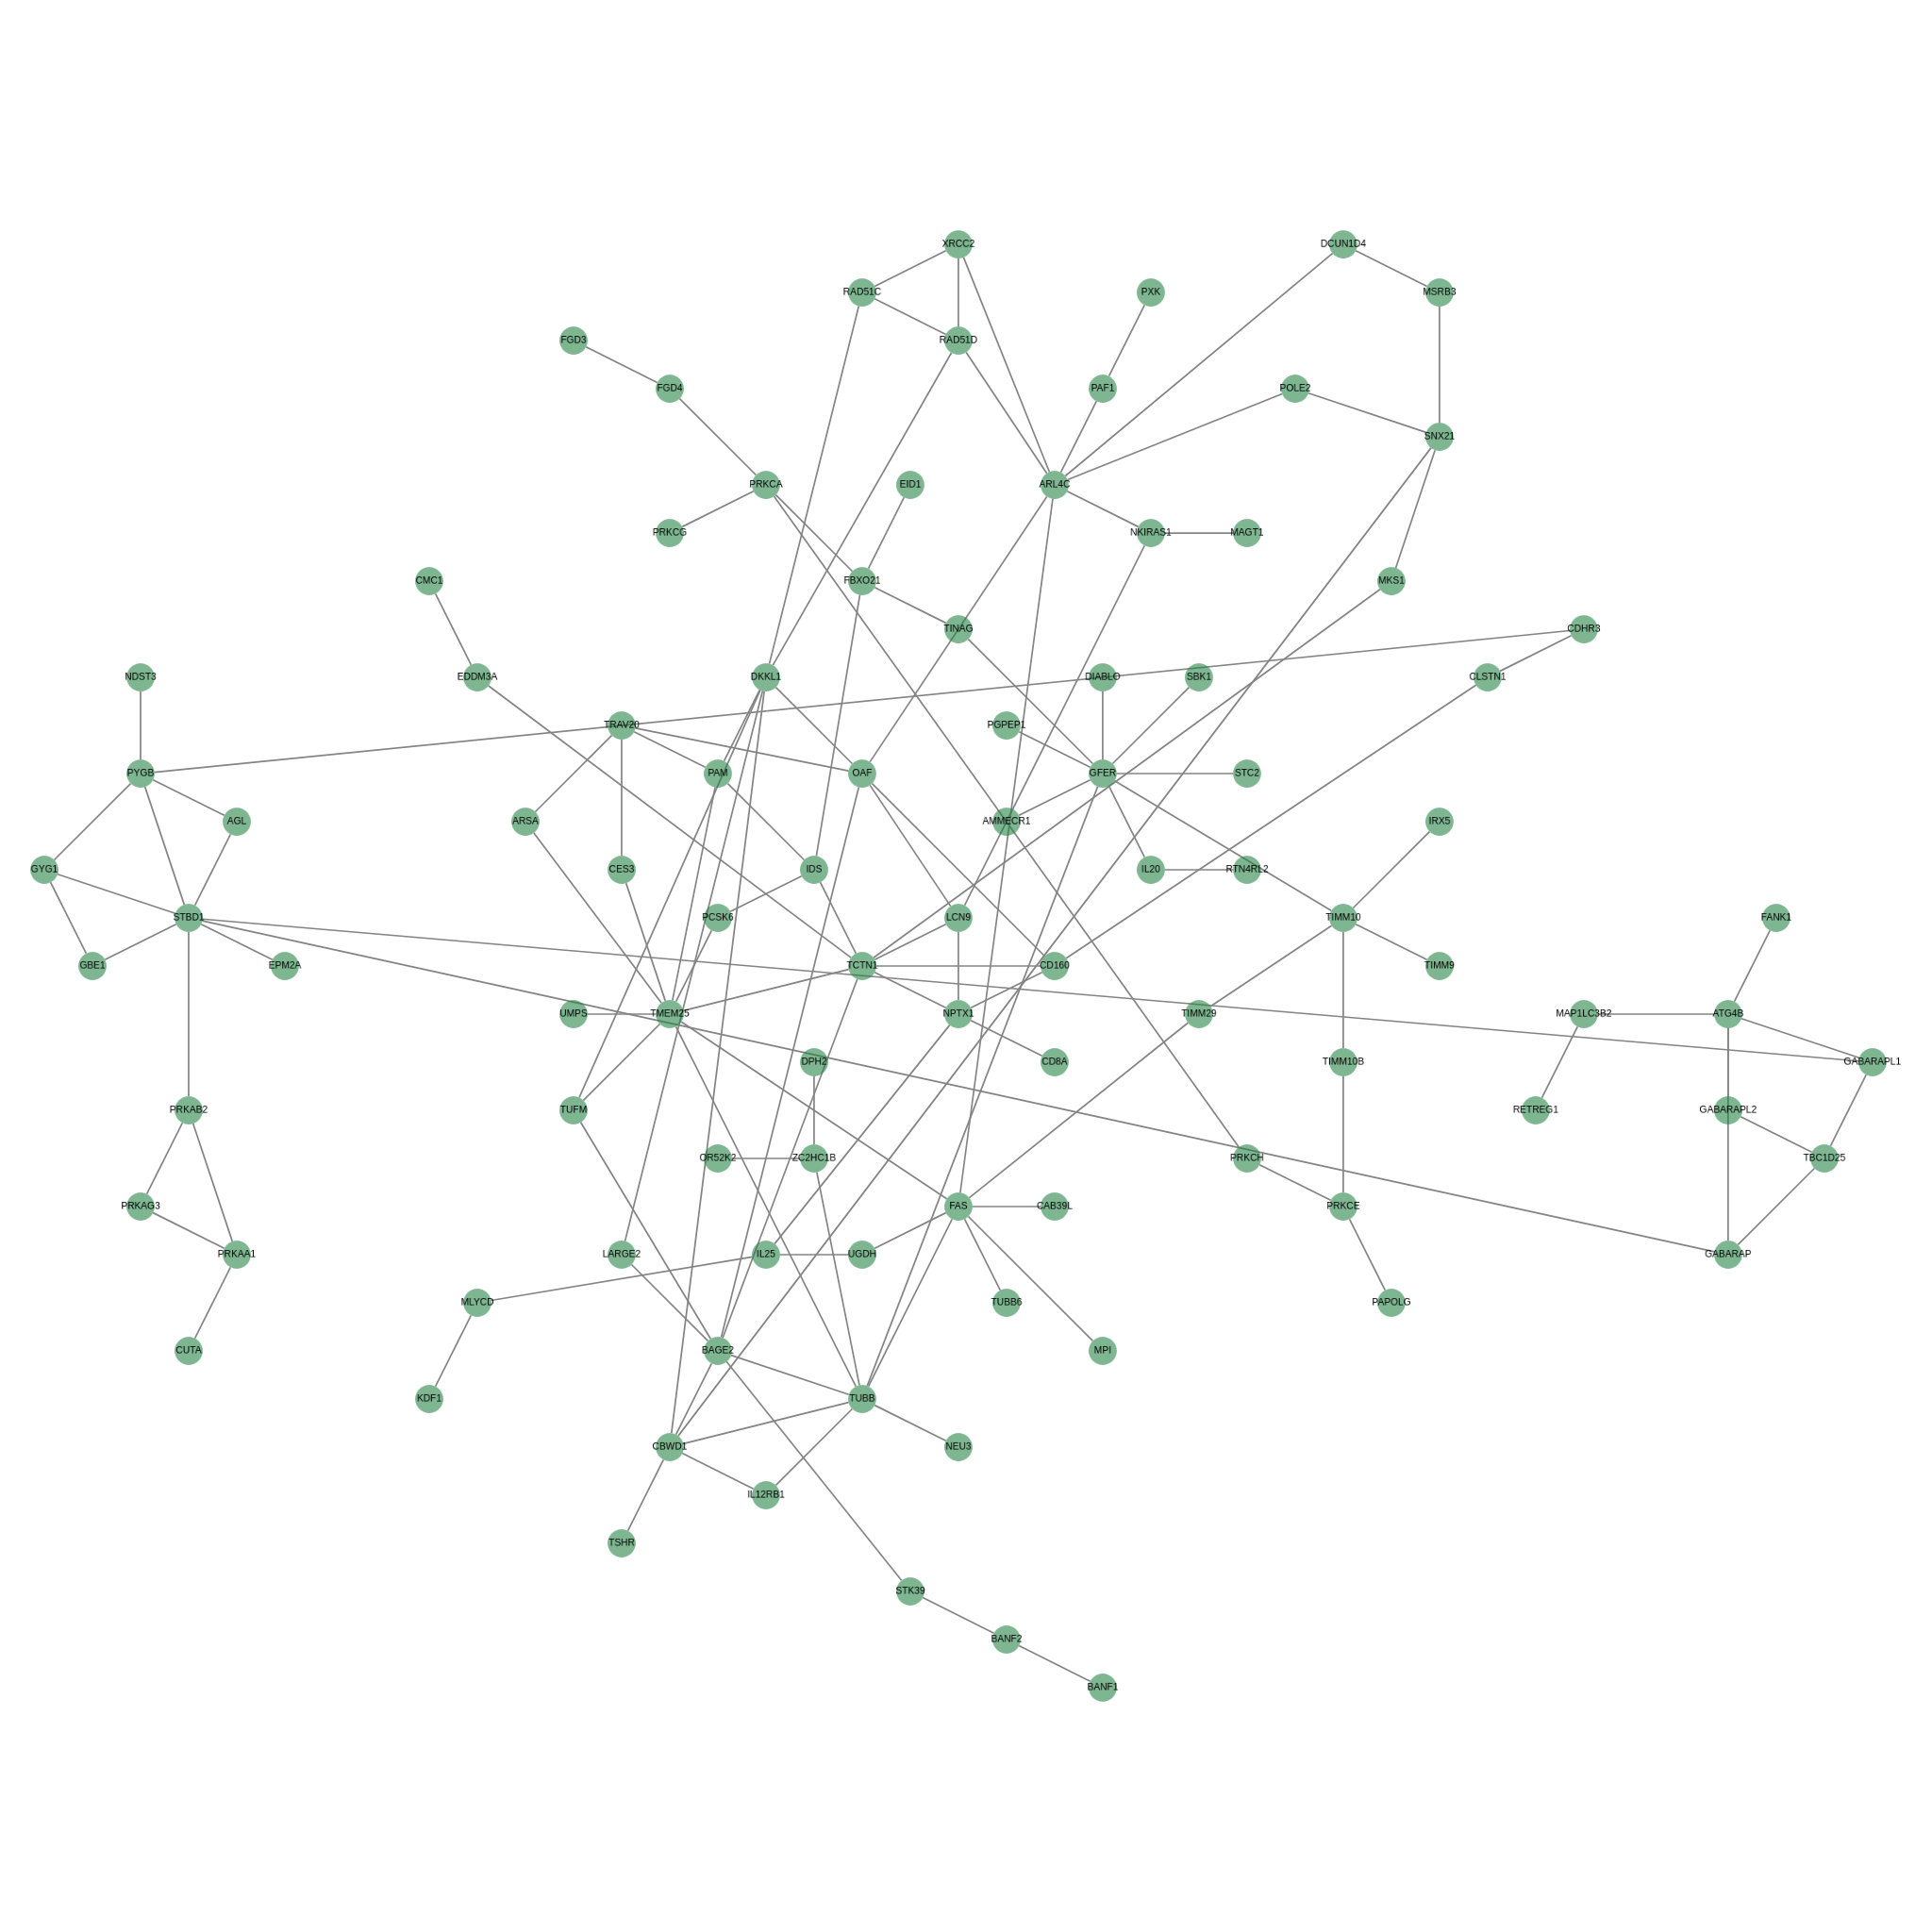 XRCC2
DCUN1D4
RAD51C
PXK
MSRB3
FGD3
RAD51D
FGD4
PAF1
POLE2
SNX21
PRKCA
EID1
ARL4C
PRKCG
NKIRAS1
MAGT1
CMC1
FBXO21
MKS1
TINAG
CDHR3
NDST3
EDDM3A
DKKL1
DIABLO
SBK1
CLSTN1
TRAV20
PGPEP1
PYGB
PAM
OAF
GFER
STC2
AGL
ARSA
AMMECR1
IRX5
GYG1
CES3
IDS
IL20
RTN4RL2
STBD1
PCSK6
LCN9
TIMM10
FANK1
GBE1
EPM2A
TCTN1
CD160
TIMM9
UMPS
TMEM25
NPTX1
TIMM29
MAP1LC3B2
ATG4B
DPH2
CD8A
TIMM10B
GABARAPL1
PRKAB2
TUFM
RETREG1
GABARAPL2
OR52K2
ZC2HC1B
PRKCH
TBC1D25
PRKAG3
FAS
CAB39L
PRKCE
PRKAA1
LARGE2
IL25
UGDH
GABARAP
MLYCD
TUBB6
PAPOLG
CUTA
BAGE2
MPI
KDF1
TUBB
CBWD1
NEU3
IL12RB1
TSHR
STK39
BANF2
BANF1